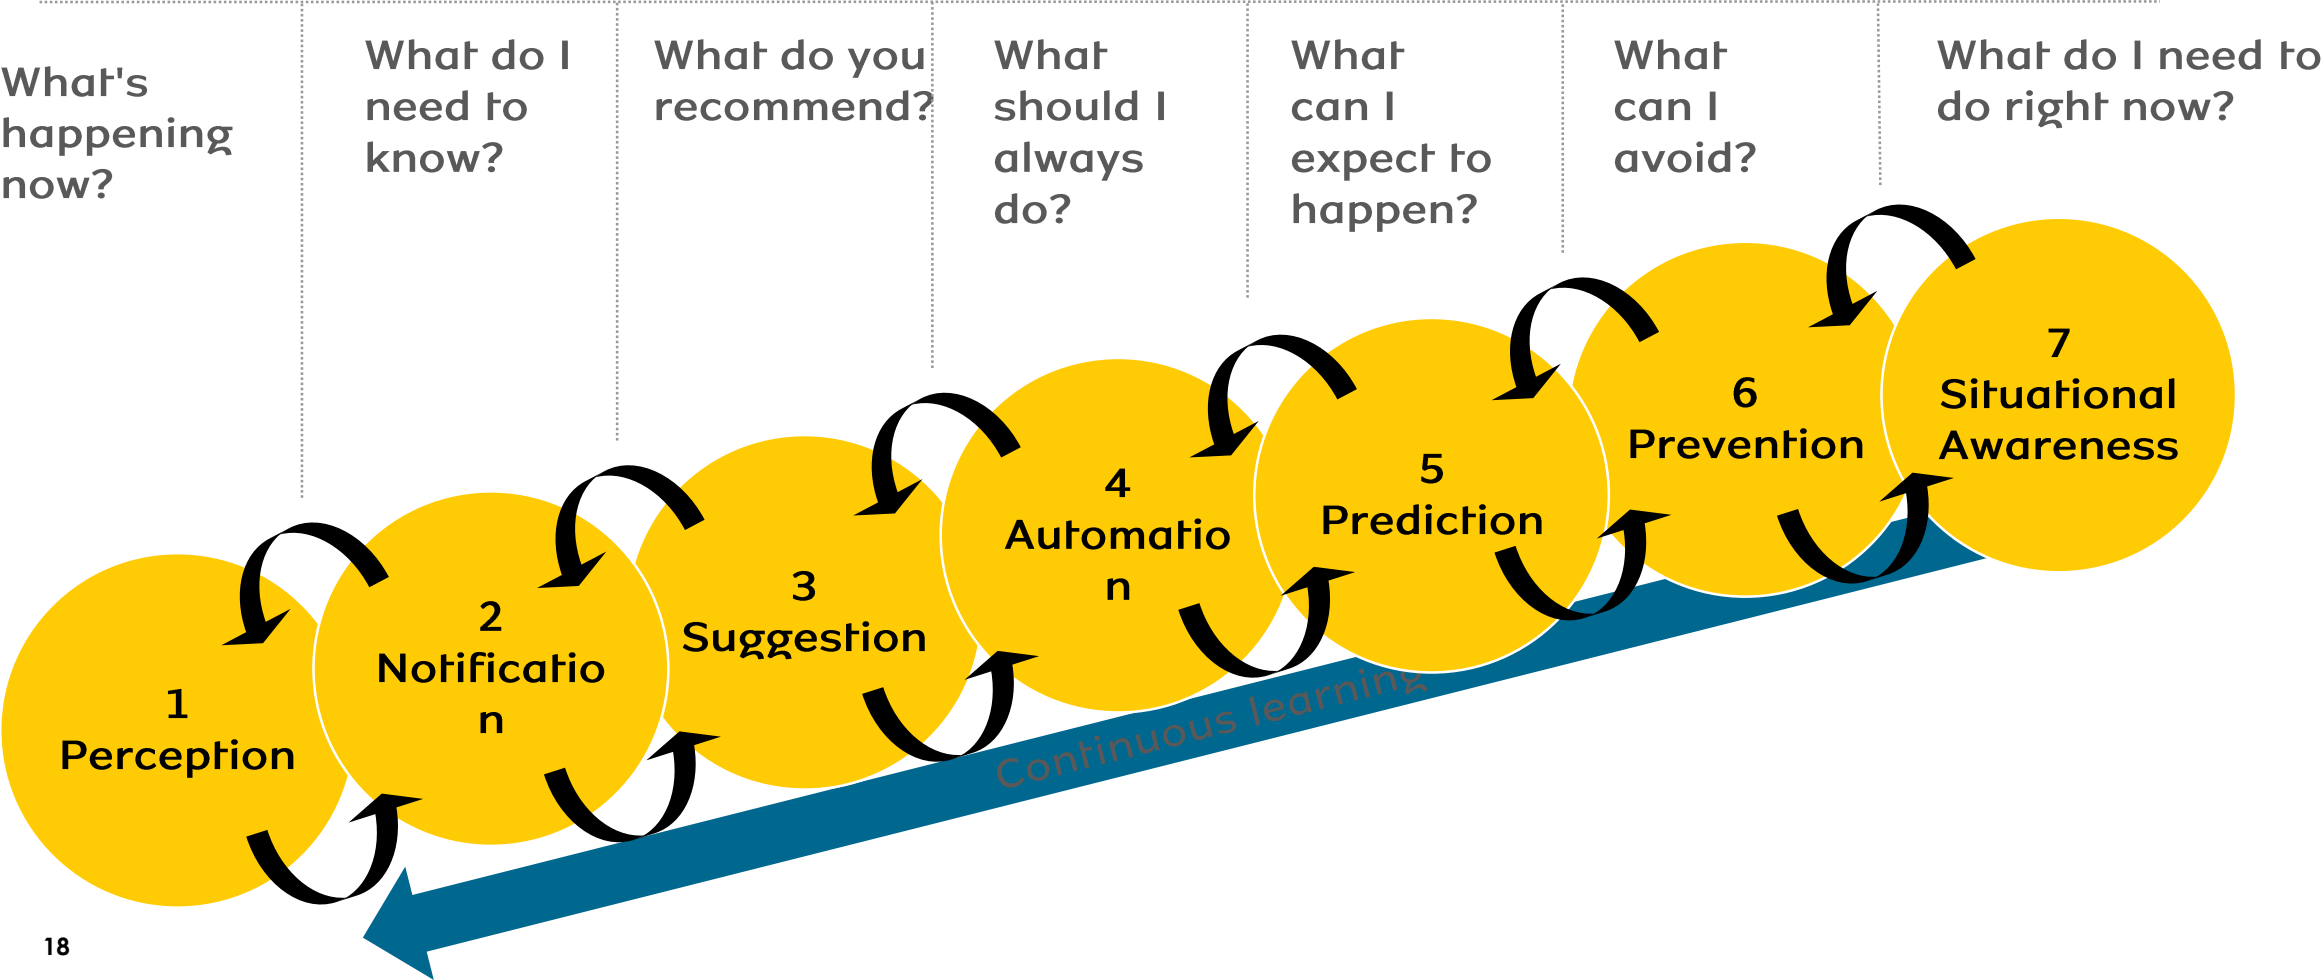 What's
happening
now?
What do I
need to
know?
What do you
recommend?
What
should I
always
do?
What
can I
expect to
happen?
What
can I
avoid?
What do I need to
do right now?
1
Perception
2
Notificatio
n
3
Suggestion
4
Automatio
n
5
Prediction
6
Prevention
7
Situational
Awareness
Continuous learning
18